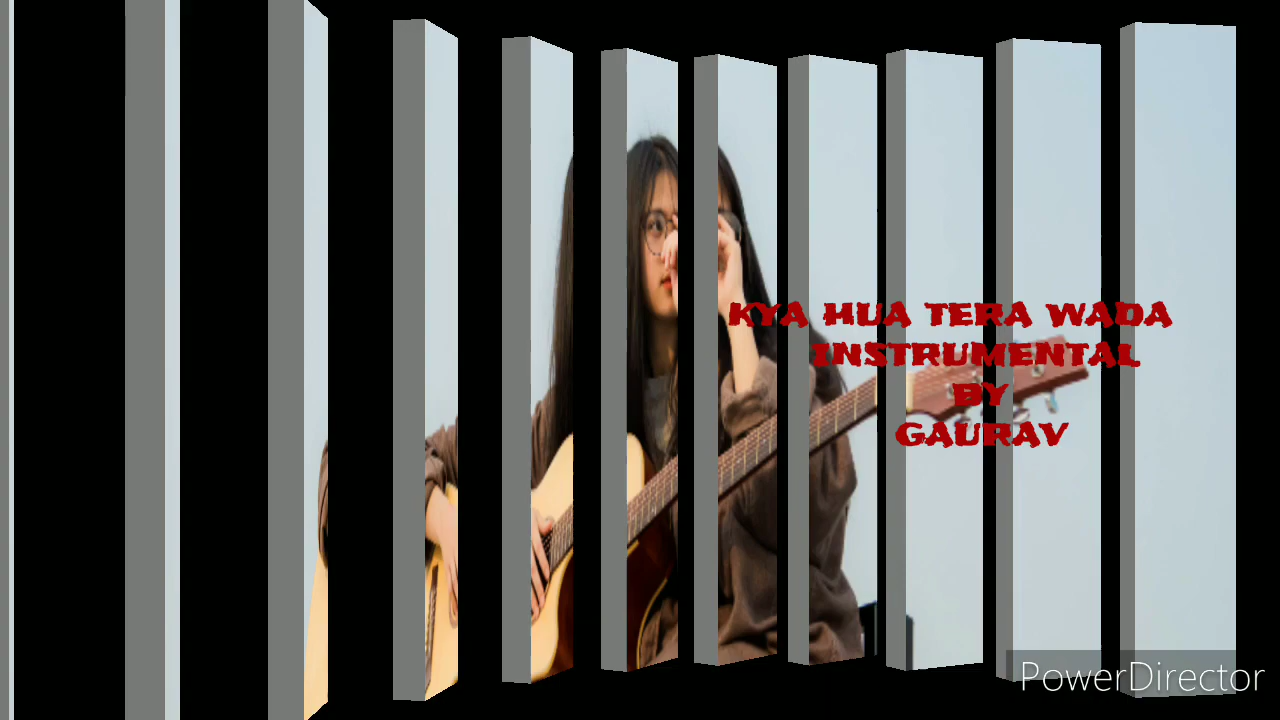 KYA HUA TERA WADA
INSTRUMENTAL
BY
GAURAV
PowerDirector